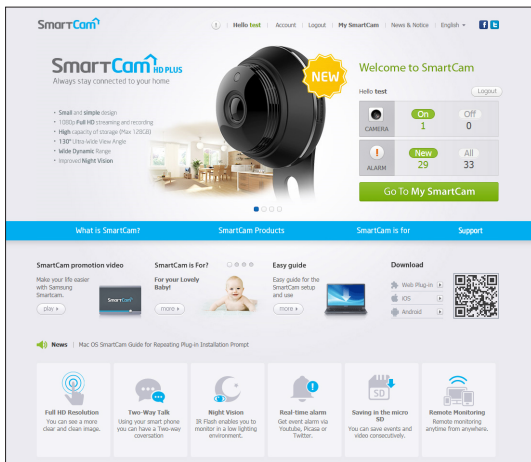 SmartCam
! Hello test | Account | Logout | My SmartCam | News & Notice | English
SmartCam HD PLUS
Always stay connected to your home
NEW
• Small and simple design
• 1080p Full HD streaming and recording
• High capacity of storage (Max 128GB)
• 130° Ultra-wide View Angle
• Wide Dynamic Range
• Improved Night Vision
Welcome to SmartCam
Hello test
Logout
CAMERA
On
1
Off
0
ALARM
New
29
All
33
Go To My SmartCam
What is SmartCam?
SmartCam Products
SmartCam is for
Support
SmartCam promotion video
Make your life easier
with Samsung
Smartcam.
play
SmartCam
SmartCam is For?
For your Lovely
Baby!
more
Easy guide
Easy guide for the
SmartCam setup
and use
more
Download
Web Plug-in
iOS
Android
News | Mac OS SmartCam Guide for Repeating Plug-in Installation Prompt
Full HD Resolution
You can see a more
clear and clean image.
Two-Way Talk
Using your smart phone
you can have a Two-way
coversation
Night Vision
IR Flash enables you to
monitor in a low lighting
environment.
Real-time alarm
Get event alarm via
Youtube, Picase or
Twitter.
SD
Saving in the micro
SD
You can save events and
video consecutively.
Remote Monitoring
Remote monitoring
anytime from anywhere.